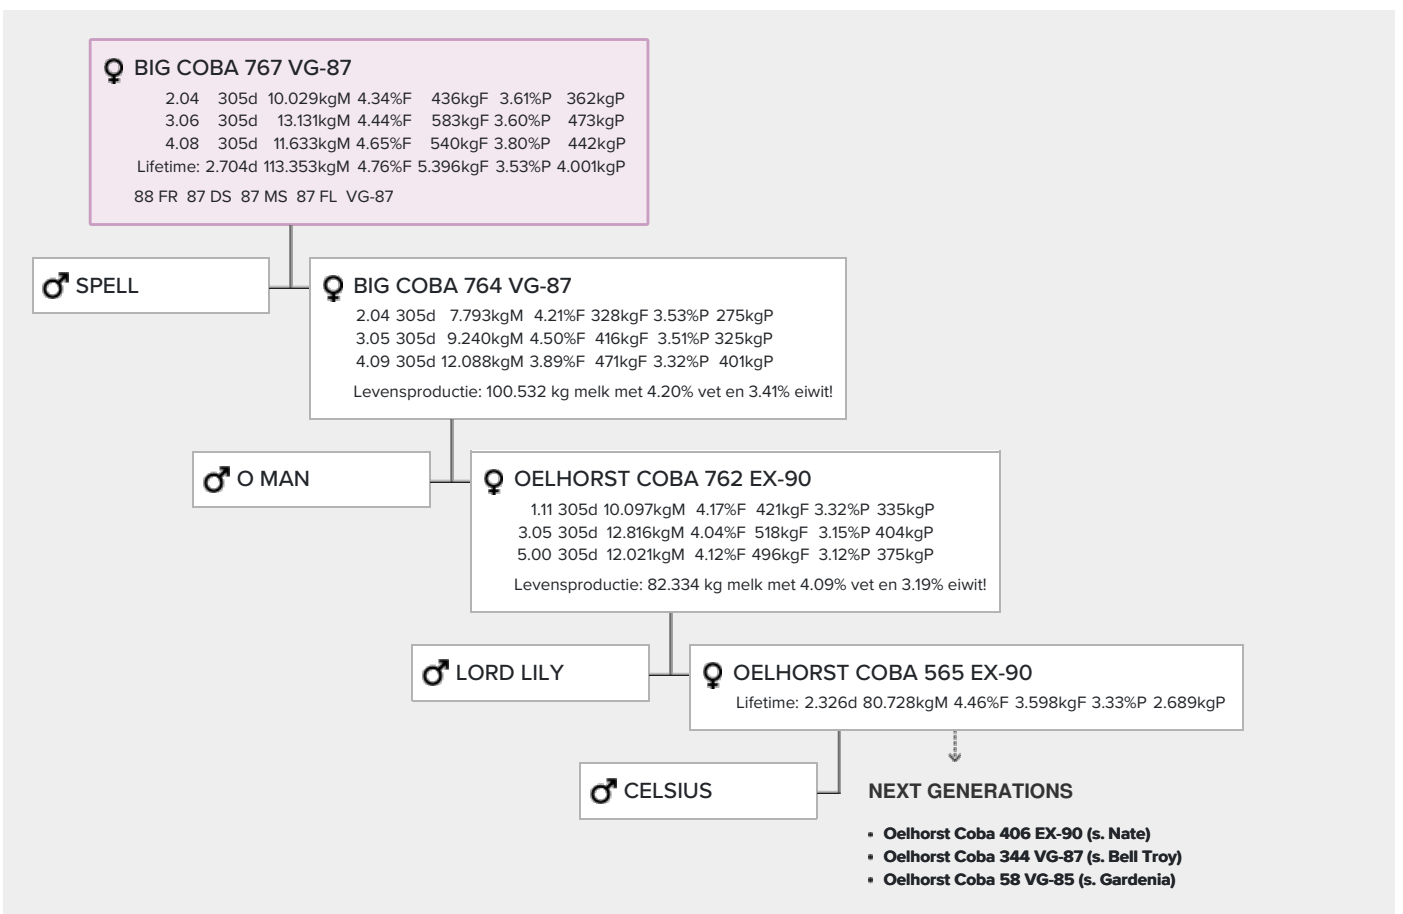 BIG COBA 767 VG-87
2.04 305d 10.029kgM 4.34%F 436kgF 3.61%P 362kgP
3.06 305d 13.131kgM 4.44%F 583kgF 3.60%P 473kgP
4.08 305d 11.633kgM 4.65%F 540kgF 3.80%P 442kgP
Lifetime: 2.704d 113.353kgM 4.76%F 5.396kgF 3.53%P 4.001kgP
88 FR 87 DS 87 MS 87 FL VG-87
SPELL
BIG COBA 764 VG-87
2.04 305d 7.793kgM 4.21%F 328kgF 3.53%P 275kgP
3.05 305d 9.240kgM 4.50%F 416kgF 3.51%P 325kgP
4.09 305d 12.088kgM 3.89%F 471kgF 3.32%P 401kgP
Levensproductie: 100.532 kg melk met 4.20% vet en 3.41% eiwit!
O MAN
OELHORST COBA 762 EX-90
1.11 305d 10.097kgM 4.17%F 421kgF 3.32%P 335kgP
3.05 305d 12.816kgM 4.04%F 518kgF 3.15%P 404kgP
5.00 305d 12.021kgM 4.12%F 496kgF 3.12%P 375kgP
Levensproductie: 82.334 kg melk met 4.09% vet en 3.19% eiwit!
LORD LILY
OELHORST COBA 565 EX-90
Lifetime: 2.326d 80.728kgM 4.46%F 3.598kgF 3.33%P 2.689kgP
CELSIUS
NEXT GENERATIONS
• Oelhorst Coba 406 EX-90 (s. Nate)
• Oelhorst Coba 344 VG-87 (s. Bell Troy)
• Oelhorst Coba 58 VG-85 (s. Gardenia)